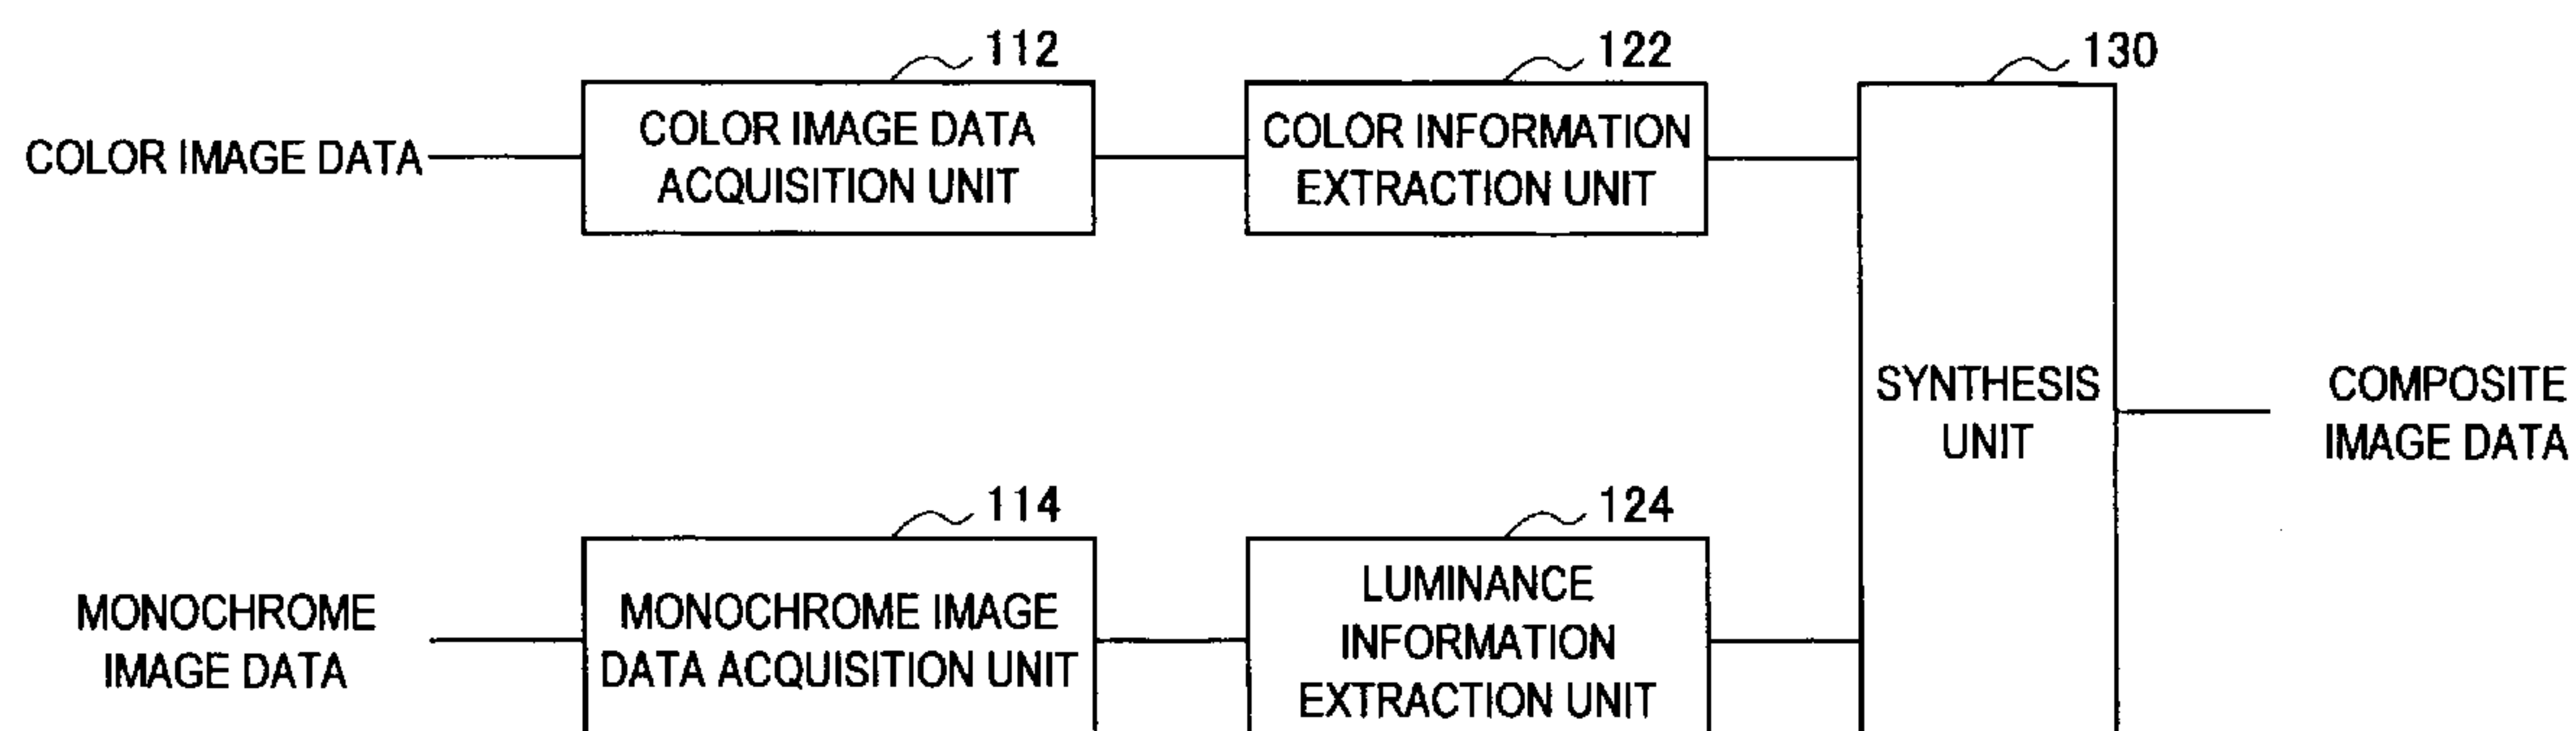 112
122
130
COLOR IMAGE DATA
COLOR IMAGE DATA
ACQUISITION UNIT
COLOR INFORMATION
EXTRACTION UNIT
SYNTHESIS
UNIT
COMPOSITE
IMAGE DATA
114
124
MONOCHROME
IMAGE DATA
MONOCHROME IMAGE
DATA ACQUISITION UNIT
LUMINANCE
INFORMATION
EXTRACTION UNIT